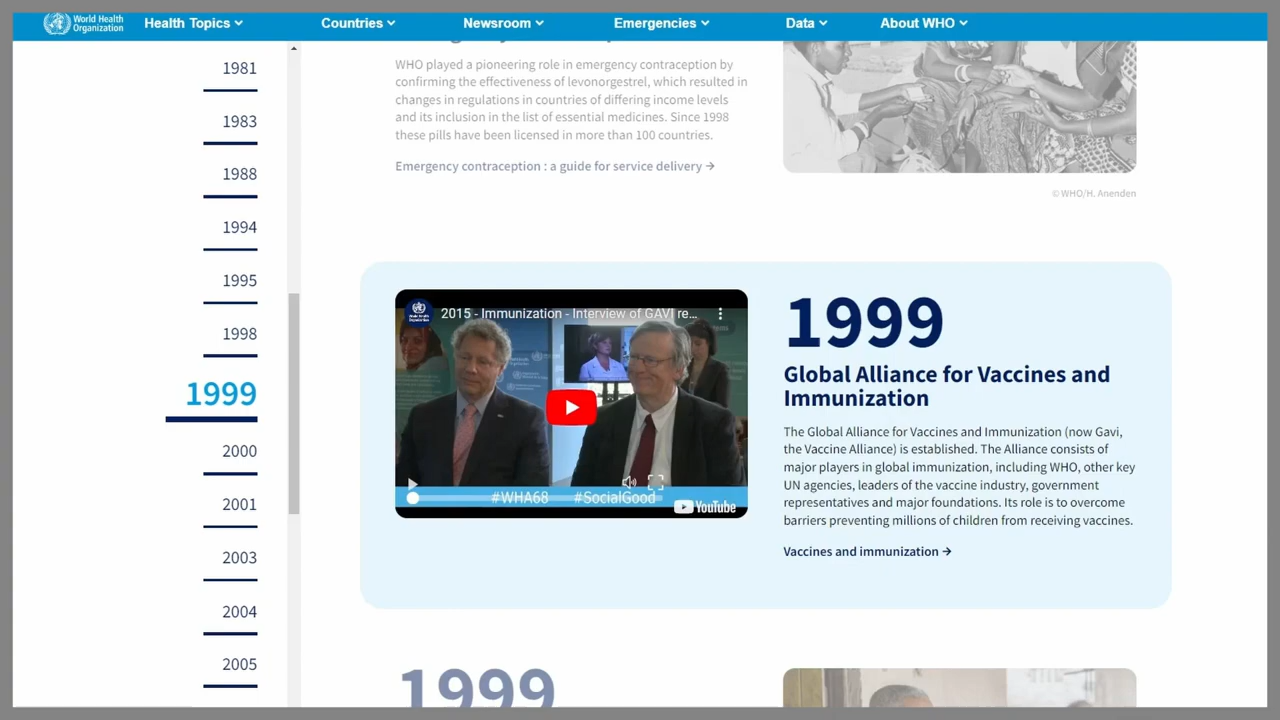 World Health
Organization
Health Topics
Countries
Newsroom
Emergencies
Data
About WHO
1981
1983
1988
1994
1995
1998
1999
2000
2001
2003
2004
2005
WHO played a pioneering role in emergency contraception by
confirming the effectiveness of levonorgestrel, which resulted in
changes in regulations in countries of differing income levels
and its inclusion in the list of essential medicines. Since 1998
these pills have been licensed in more than 100 countries.
Emergency contraception : a guide for service delivery →
© WHO/H. Anenden
2015 - Immunization - Interview of GAVI re...
#WHA68 #SocialGood
YouTube
1999
Global Alliance for Vaccines and
Immunization
The Global Alliance for Vaccines and Immunization (now Gavi,
the Vaccine Alliance) is established. The Alliance consists of
major players in global immunization, including WHO, other key
UN agencies, leaders of the vaccine industry, government
representatives and major foundations. Its role is to overcome
barriers preventing millions of children from receiving vaccines.
Vaccines and immunization →
1999